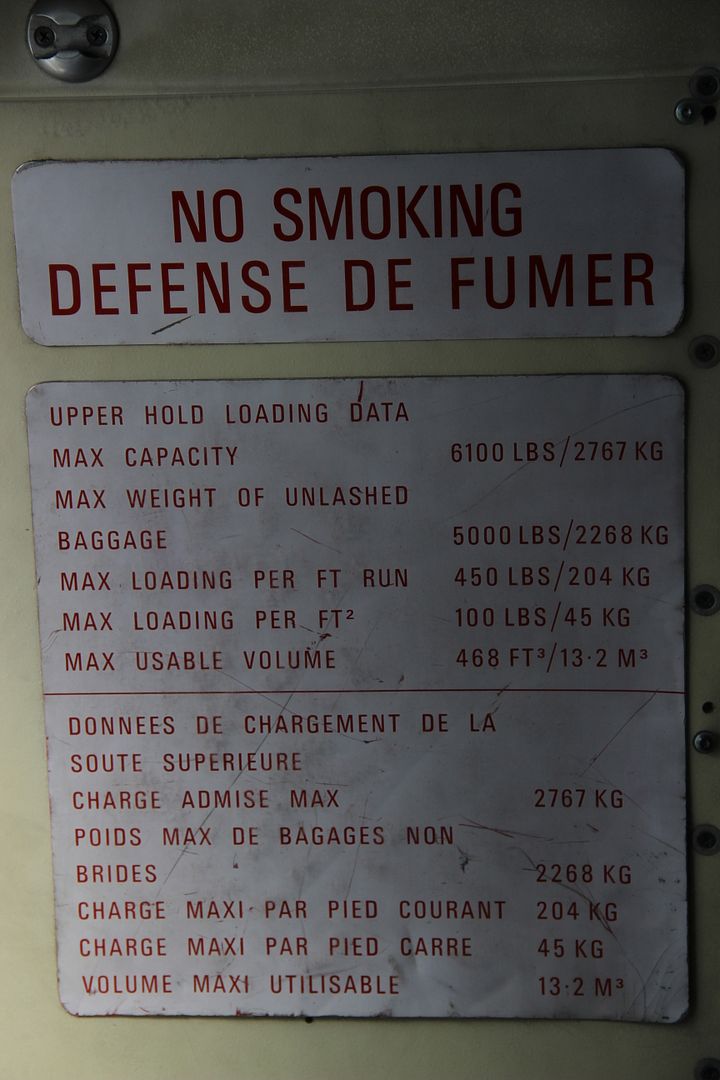 NO SMOKING
DEFENSE DE FUMER
UPPER HOLD LOADING DATA
MAX CAPACITY 6100 LBS/2767 KG
MAX WEIGHT OF UNLASHED
BAGGAGE 5000 LBS/2268 KG
MAX LOADING PER FT RUN 450 LBS/204 KG
MAX LOADING PER FT² 100 LBS/45 KG
MAX USABLE VOLUME 468 FT³/13·2 M³
DONNEES DE CHARGEMENT DE LA
SOUTE SUPERIEURE
CHARGE ADMISE MAX 2767 KG
POIDS MAX DE BAGAGES NON
BRIDES 2268 KG
CHARGE MAXI PAR PIED COURANT 204 KG
CHARGE MAXI PAR PIED CARRE 45 KG
VOLUME MAXI UTILISABLE 13·2 M³